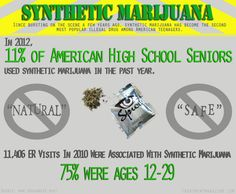 SYNTHETIC MARIJUANA
SINCE BURSTING ON THE SCENE A FEW YEARS AGO, SYNTHETIC MARIJUANA HAS BECOME THE SECOND
MOST POPULAR ILLEGAL DRUG AMONG AMERICAN TEENAGERS.
IN 2012,
11% OF AMERICAN HIGH SCHOOL SENIORS
USED SYNTHETIC MARIJUANA IN THE PAST YEAR.
"NATURAL"
Spice
"SAFE"
11,406 ER VISITS IN 2010 WERE ASSOCIATED WITH SYNTHETIC MARIJUANA
75% WERE AGES 12-29